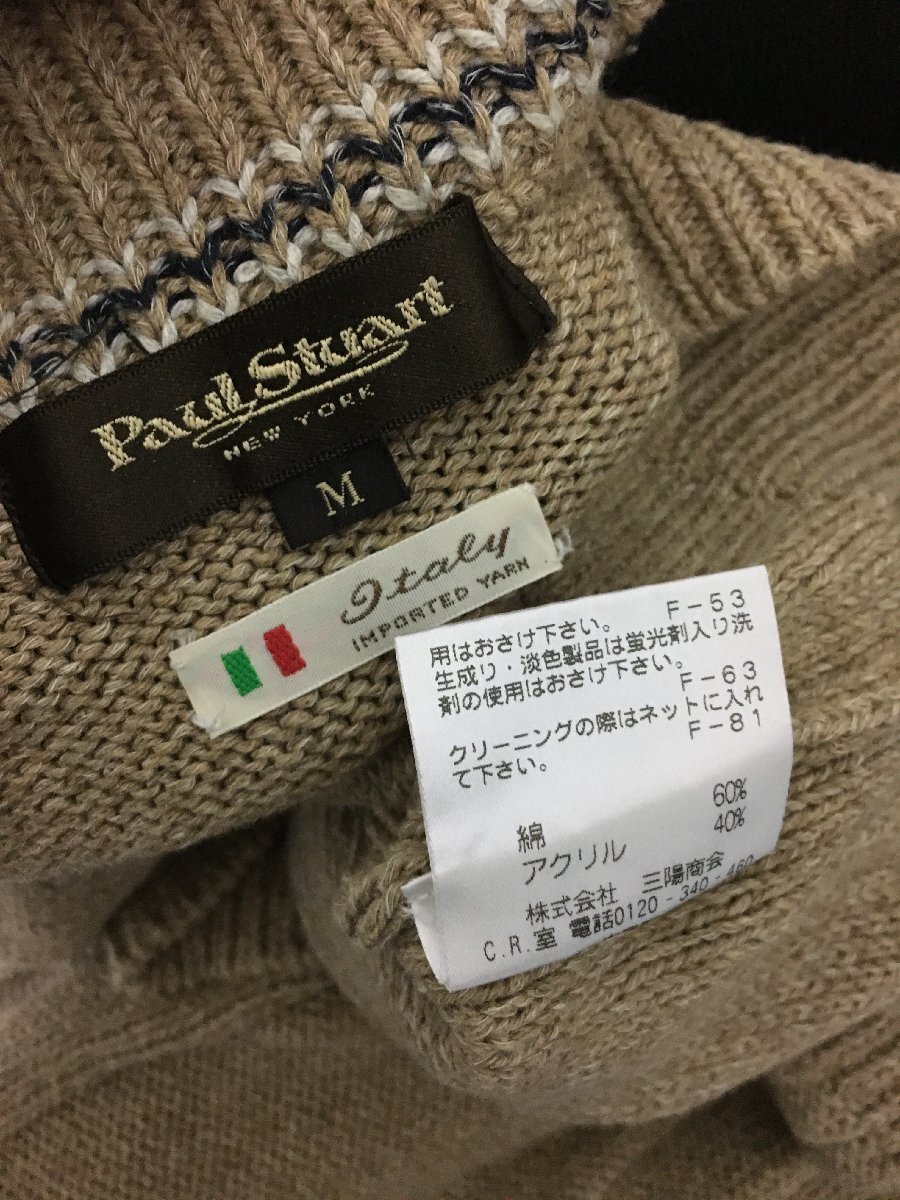 Paul Stuart
NEW YORK
M
Italy
IMPORTED YARN
用はおさけ下さい。 F-53
生成り・淡色製品は蛍光剤入り洗
剤の使用はおさけ下さい。
F-63
クリーニングの際はネットに入れ
て下さい。 F-81
綿 60%
アクリル 40%
株式会社 三陽商会
C.R.室 電話0120-340-460